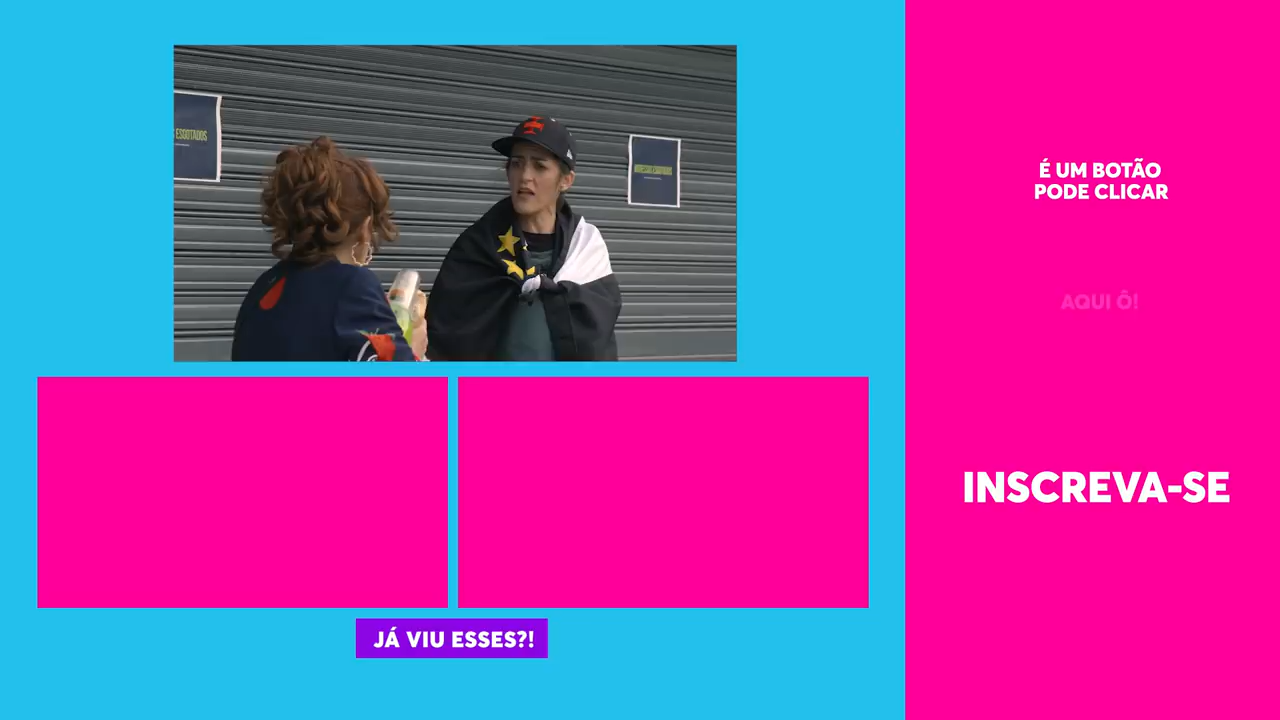 ESGOTADOS
É UM BOTÃO
PODE CLICAR
AQUI Ô!
INSCREVA-SE
JÁ VIU ESSES?!